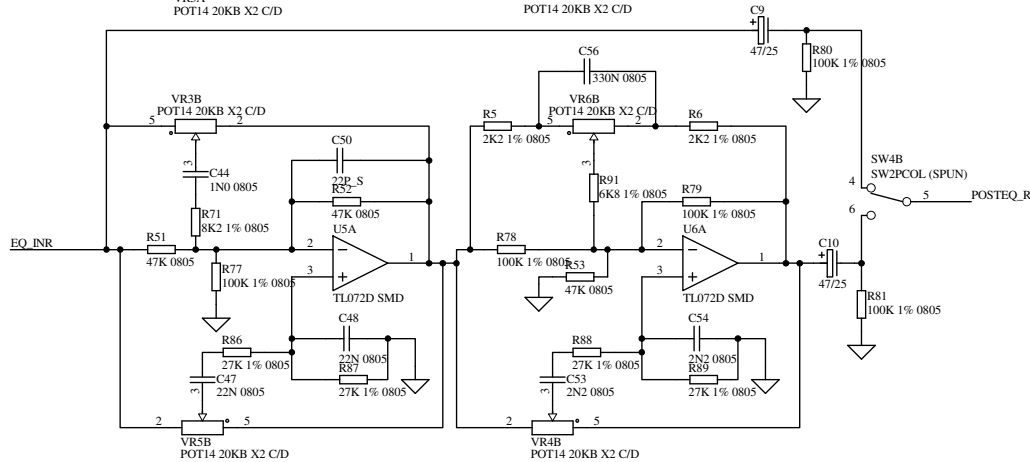 POT14 20KB X2 C/D
POT14 20KB X2 C/D
C9
+
47/25
R80
100K 1% 0805
C56
330N 0805
VR3B
POT14 20KB X2 C/D
5
2
3
C44
1N0 0805
R71
8K2 1% 0805
C50
22P_S
R52
47K 0805
R5
2K2 1% 0805
VR6B
POT14 20KB X2 C/D
5
2
3
R6
2K2 1% 0805
R91
6K8 1% 0805
R79
100K 1% 0805
SW4B
SW2PCOL (SPUN)
4
5
6
POSTEQ_R
EQ_INR
R51
47K 0805
R77
100K 1% 0805
U5A
2
3
1
TL072D SMD
R78
100K 1% 0805
R53
47K 0805
U6A
2
3
1
TL072D SMD
C10
+
47/25
R81
100K 1% 0805
R86
27K 1% 0805
C47
22N 0805
3
C48
22N 0805
R87
27K 1% 0805
2
5
VR5B
POT14 20KB X2 C/D
R88
27K 1% 0805
C53
2N2 0805
3
C54
2N2 0805
R89
27K 1% 0805
2
5
VR4B
POT14 20KB X2 C/D